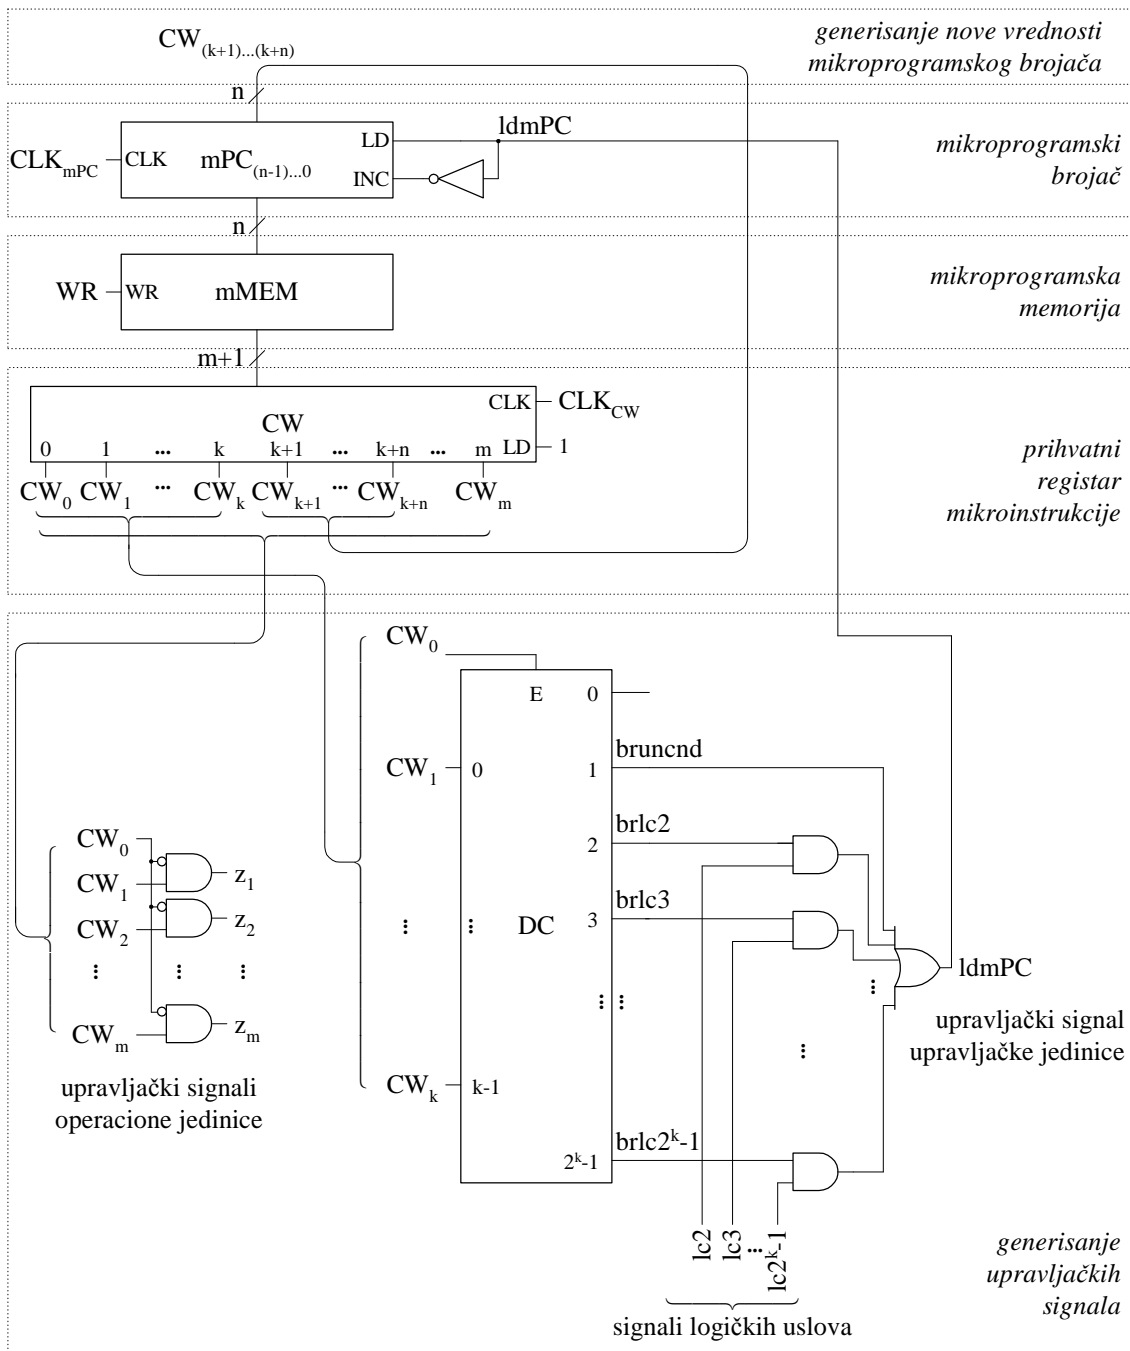 CW(k+1)...(k+n)
generisanje nove vrednosti
mikroprogramskog brojača
n
ldmPC
LD
CLKmPC
CLK
mPC(n-1)...0
INC
mikroprogramski
brojač
n
WR
WR
mMEM
mikroprogramska
memorija
m+1
CLK
CLKCW
CW
0 1 ... k k+1 ... k+n ... m
LD
1
CW0 CW1 ... CWk CWk+1 ... CWk+n CWm
prihvatni
registar
mikroinstrukcije
CW0
E
0
bruncnd
CW1
0
1
brlc2
2
brlc3
3
... ... DC
... ...
CWk
k-1
brlc2k-1
2k-1
CW0
CW1
z1
CW2
z2
... ... ...
CWm
zm
upravljački signali
operacione jedinice
...
ldmPC
upravljački signal
upravljačke jedinice
...
lc2
lc3
...
lc2k-1
signali logičkih uslova
generisanje
upravljačkih
signala